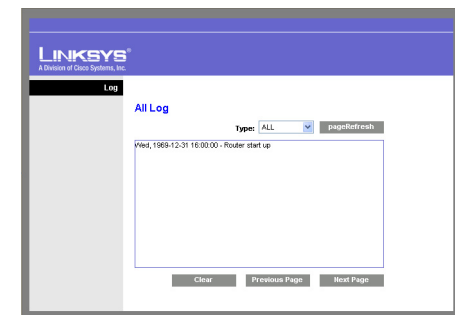 LINKSYS®
A Division of Cisco Systems, Inc.
Log
All Log
Type: ALL pageRefresh
Wed, 1969-12-31 16:00:00 - Router start up
Clear Previous Page Next Page